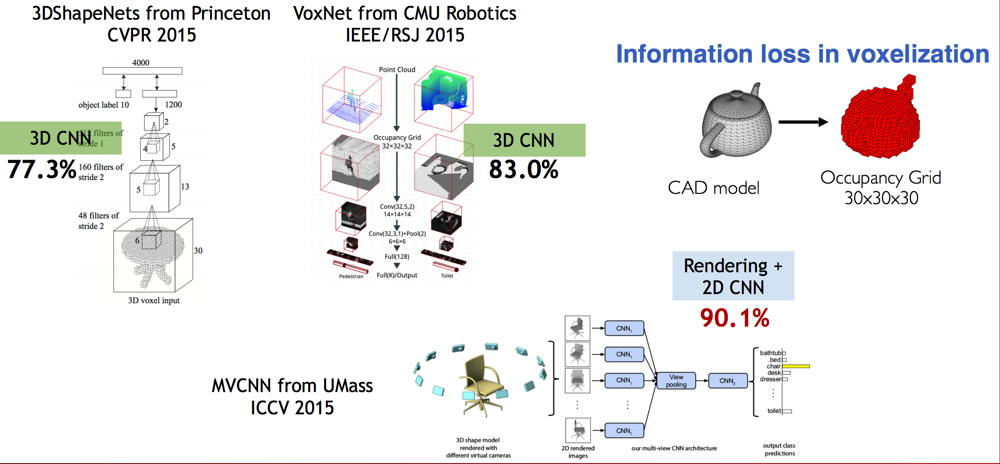 3DShapeNets from Princeton
CVPR 2015
4000
object label 10
1200
2
512 filters of
stride 1
4
5
3D CNN
77.3%
160 filters of
stride 2
5
13
48 filters of
stride 2
6
30
3D voxel input
VoxNet from CMU Robotics
IEEE/RSJ 2015
Point Cloud
Occupancy Grid
32×32×32
3D CNN
83.0%
Conv(32,5,2)
14×14×14
Conv(32,3,1)+Pool(2)
6×6×6
Full(128)
Full(K)/Output
Pedestrian
Toilet
Information loss in voxelization
CAD model
Occupancy Grid
30x30x30
Rendering +
2D CNN
90.1%
MVCNN from UMass
ICCV 2015
3D shape model
rendered with
different virtual cameras
2D rendered
images
CNN1
CNN1
CNN1
CNN1
View
pooling
CNN2
our multi-view CNN architecture
bathtub
bed
chair
desk
dresser
toilet
output class
predictions